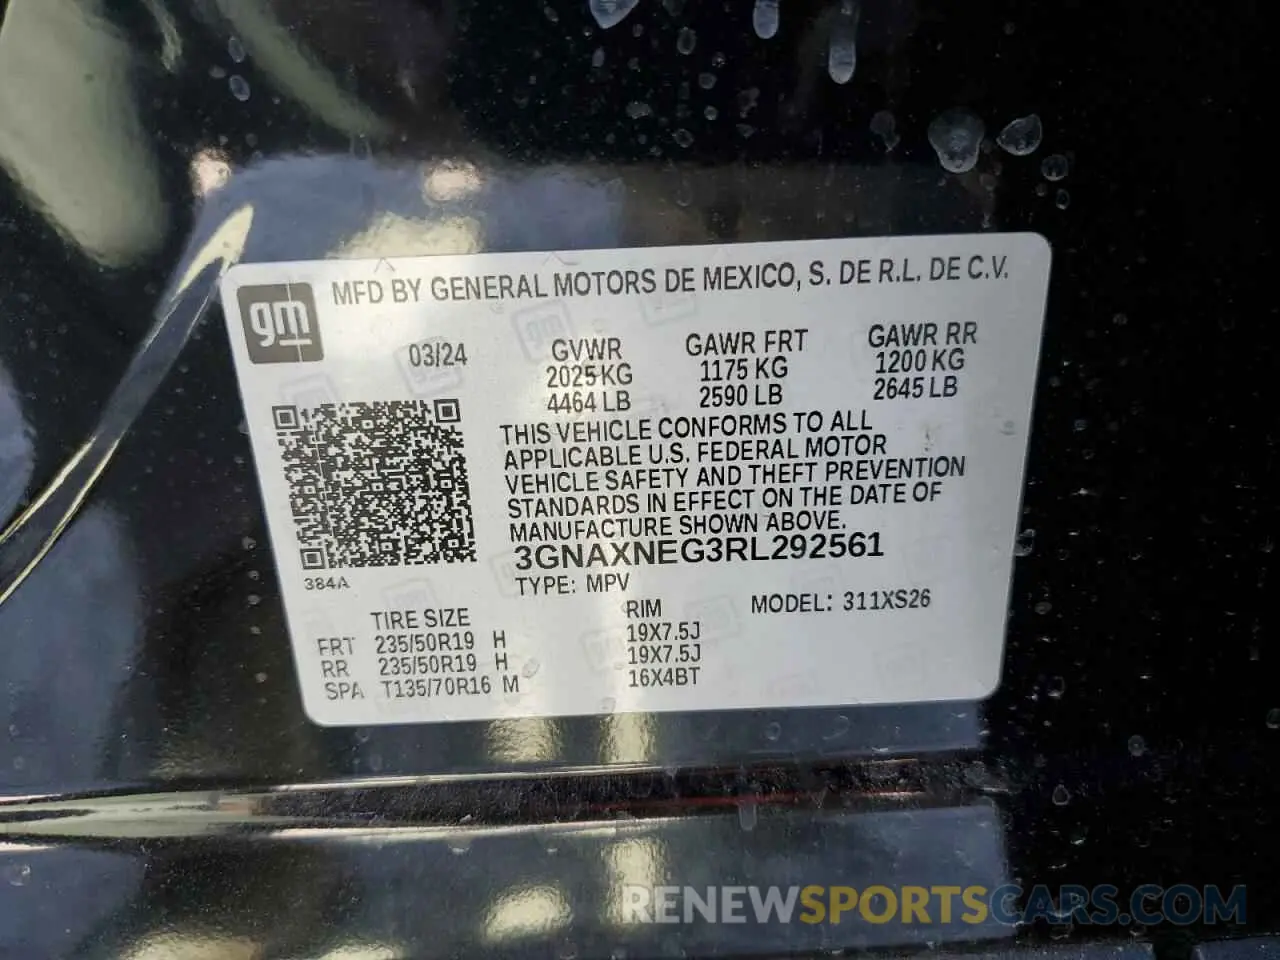 MFD BY GENERAL MOTORS DE MEXICO, S. DE R.L. DE C.V.
gm
03/24
GVWR
2025 KG
4464 LB
GAWR FRT
1175 KG
2590 LB
GAWR RR
1200 KG
2645 LB
THIS VEHICLE CONFORMS TO ALL
APPLICABLE U.S. FEDERAL MOTOR
VEHICLE SAFETY AND THEFT PREVENTION
STANDARDS IN EFFECT ON THE DATE OF
MANUFACTURE SHOWN ABOVE.
3GNAXNEG3RL292561
384A
TYPE: MPV
MODEL: 311XS26
TIRE SIZE RIM
FRT 235/50R19 H 19X7.5J
RR 235/50R19 H 19X7.5J
SPA T135/70R16 M 16X4BT
RENEWSPORTSCARS.COM